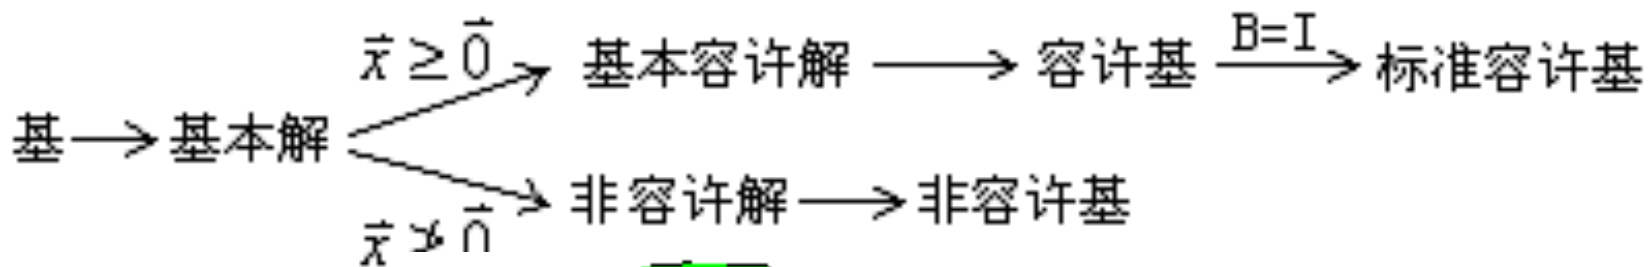 x⃗ ≥ 0⃗ 基本容许解 → 容许基 B=I → 标准容许基
基 → 基本解
非容许解 → 非容许基
x⃗ ≱ 0⃗